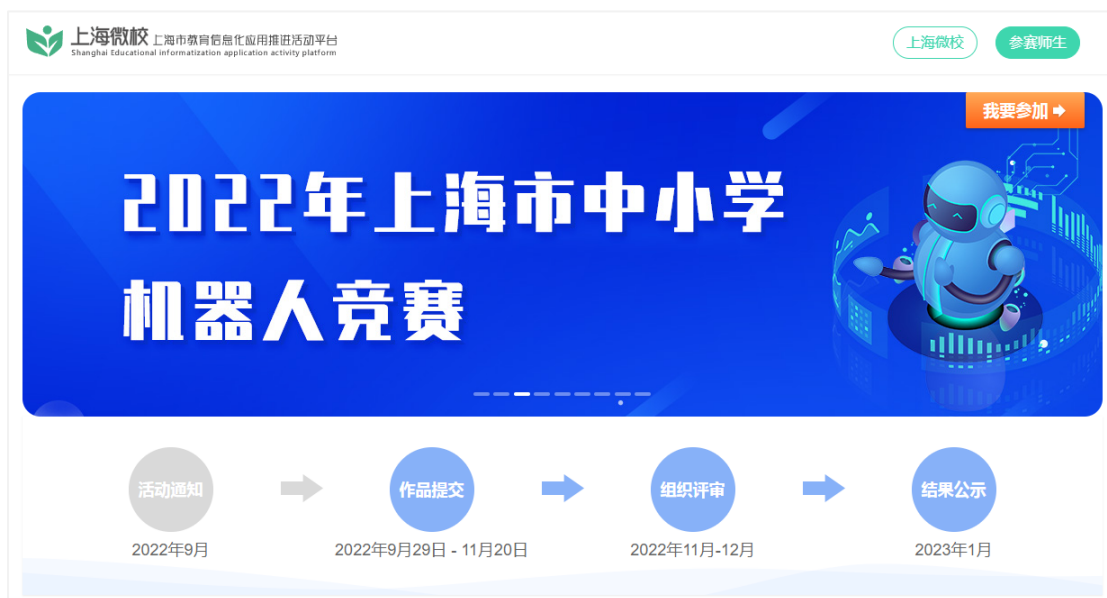 上海微校 上海市教育信息化应用推进活动平台
Shanghai Educational informatization application activity platform
上海微校
参赛师生
我要参加
2022年上海市中小学
机器人竞赛
活动通知
作品提交
组织评审
结果公示
2022年9月
2022年9月29日 - 11月20日
2022年11月-12月
2023年1月